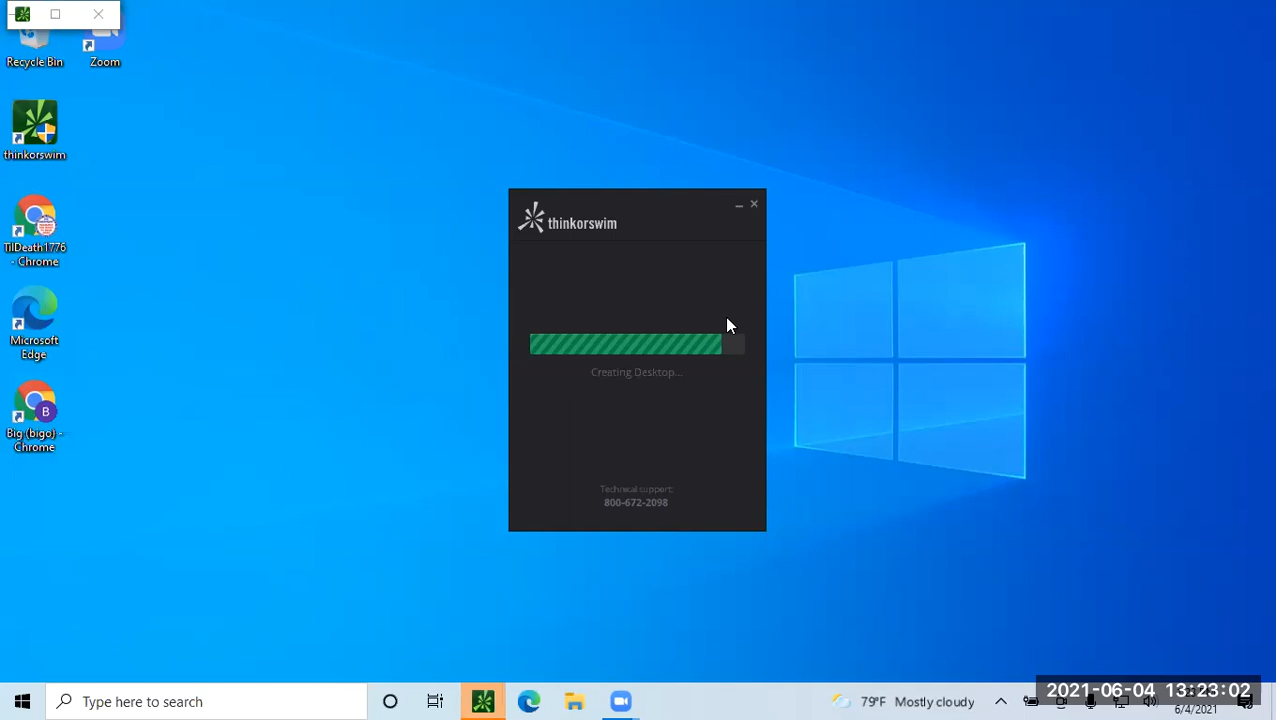 Recycle Bin
Zoom
thinkorswim
TilDeath1776
- Chrome
Microsoft
Edge
B
Big (bigo) -
Chrome
thinkorswim
Creating Desktop...
Technical support:
800-672-2098
Type here to search
79°F Mostly cloudy
2021-06-04 13:23:02
6/4/2021